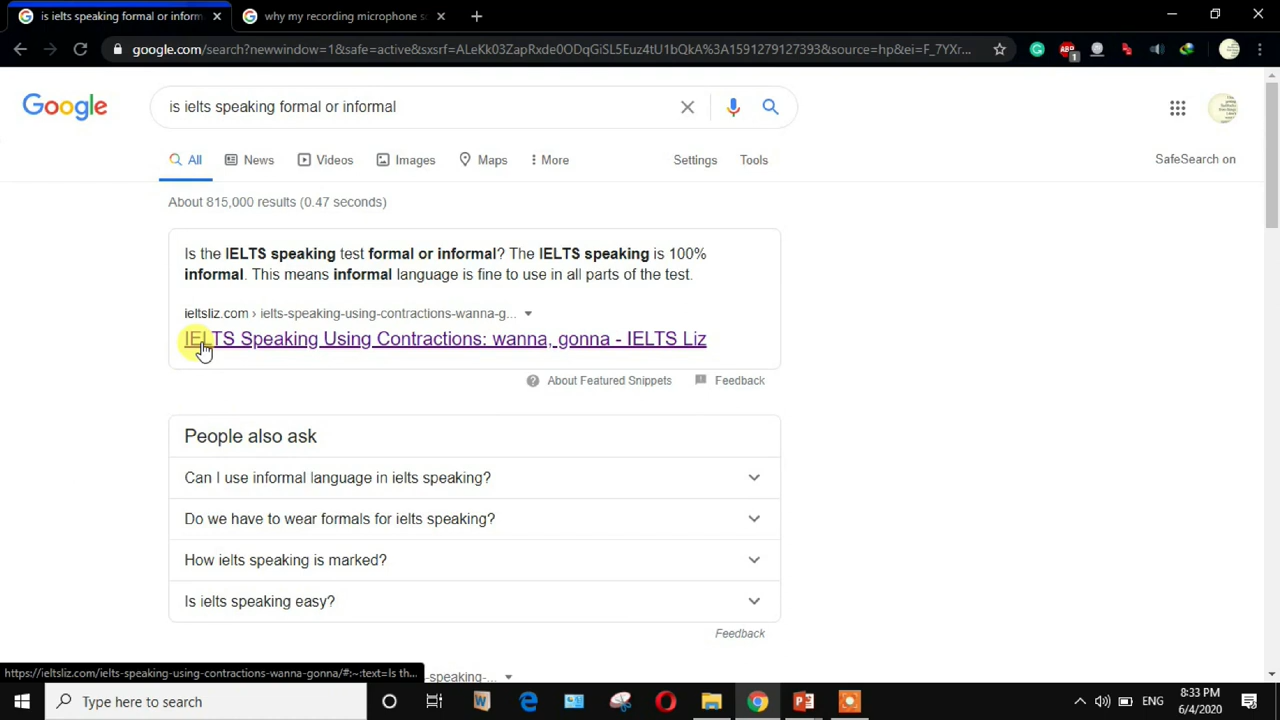 is ielts speaking formal or inform
why my recording microphone s
google.com/search?newwindow=1&safe=active&sxsrf=ALeKk03ZapRxde0ODqGiSL5Euz4tU1bQkA%3A1591279127393&source=hp&ei=F_7YXr...
1
Google
is ielts speaking formal or informal
All
News
Videos
Images
Maps
More
Settings
Tools
SafeSearch on
About 815,000 results (0.47 seconds)
Is the IELTS speaking test formal or informal? The IELTS speaking is 100%
informal. This means informal language is fine to use in all parts of the test.
ieltsliz.com › ielts-speaking-using-contractions-wanna-g...
IELTS Speaking Using Contractions: wanna, gonna - IELTS Liz
About Featured Snippets
Feedback
People also ask
Can I use informal language in ielts speaking?
Do we have to wear formals for ielts speaking?
How ielts speaking is marked?
Is ielts speaking easy?
Feedback
https://ieltsliz.com/ielts-speaking-using-contractions-wanna-gonna/#:~:text=Is th...
-speaking-...
Type here to search
ENG
8:33 PM
6/4/2020